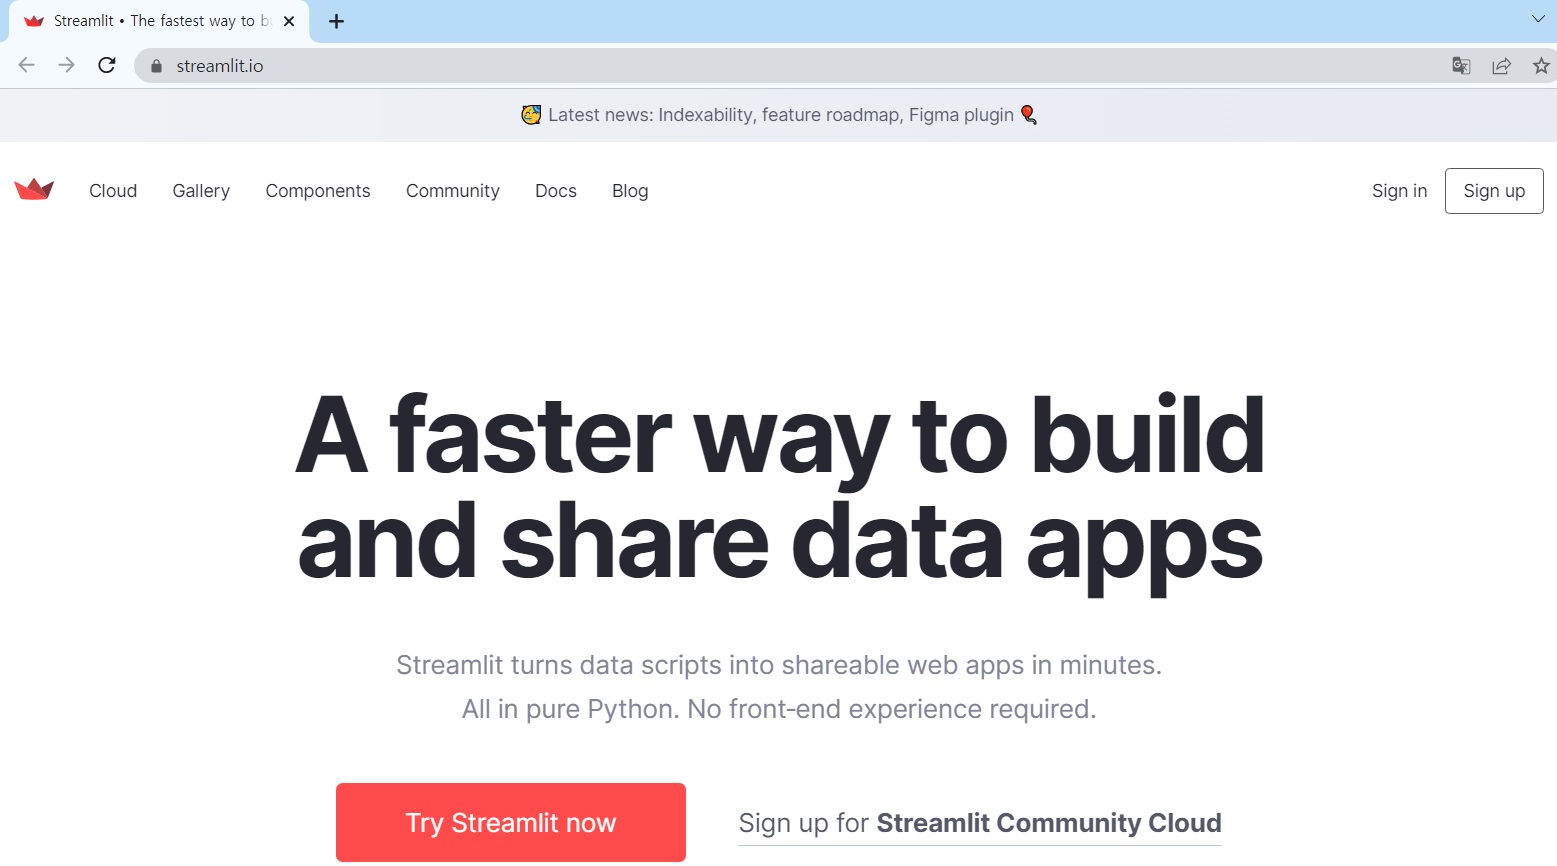 Streamlit • The fastest way to b
streamlit.io
Latest news: Indexability, feature roadmap, Figma plugin
Cloud Gallery Components Community Docs Blog Sign in Sign up
A faster way to build
and share data apps
Streamlit turns data scripts into shareable web apps in minutes.
All in pure Python. No front-end experience required.
Try Streamlit now Sign up for Streamlit Community Cloud